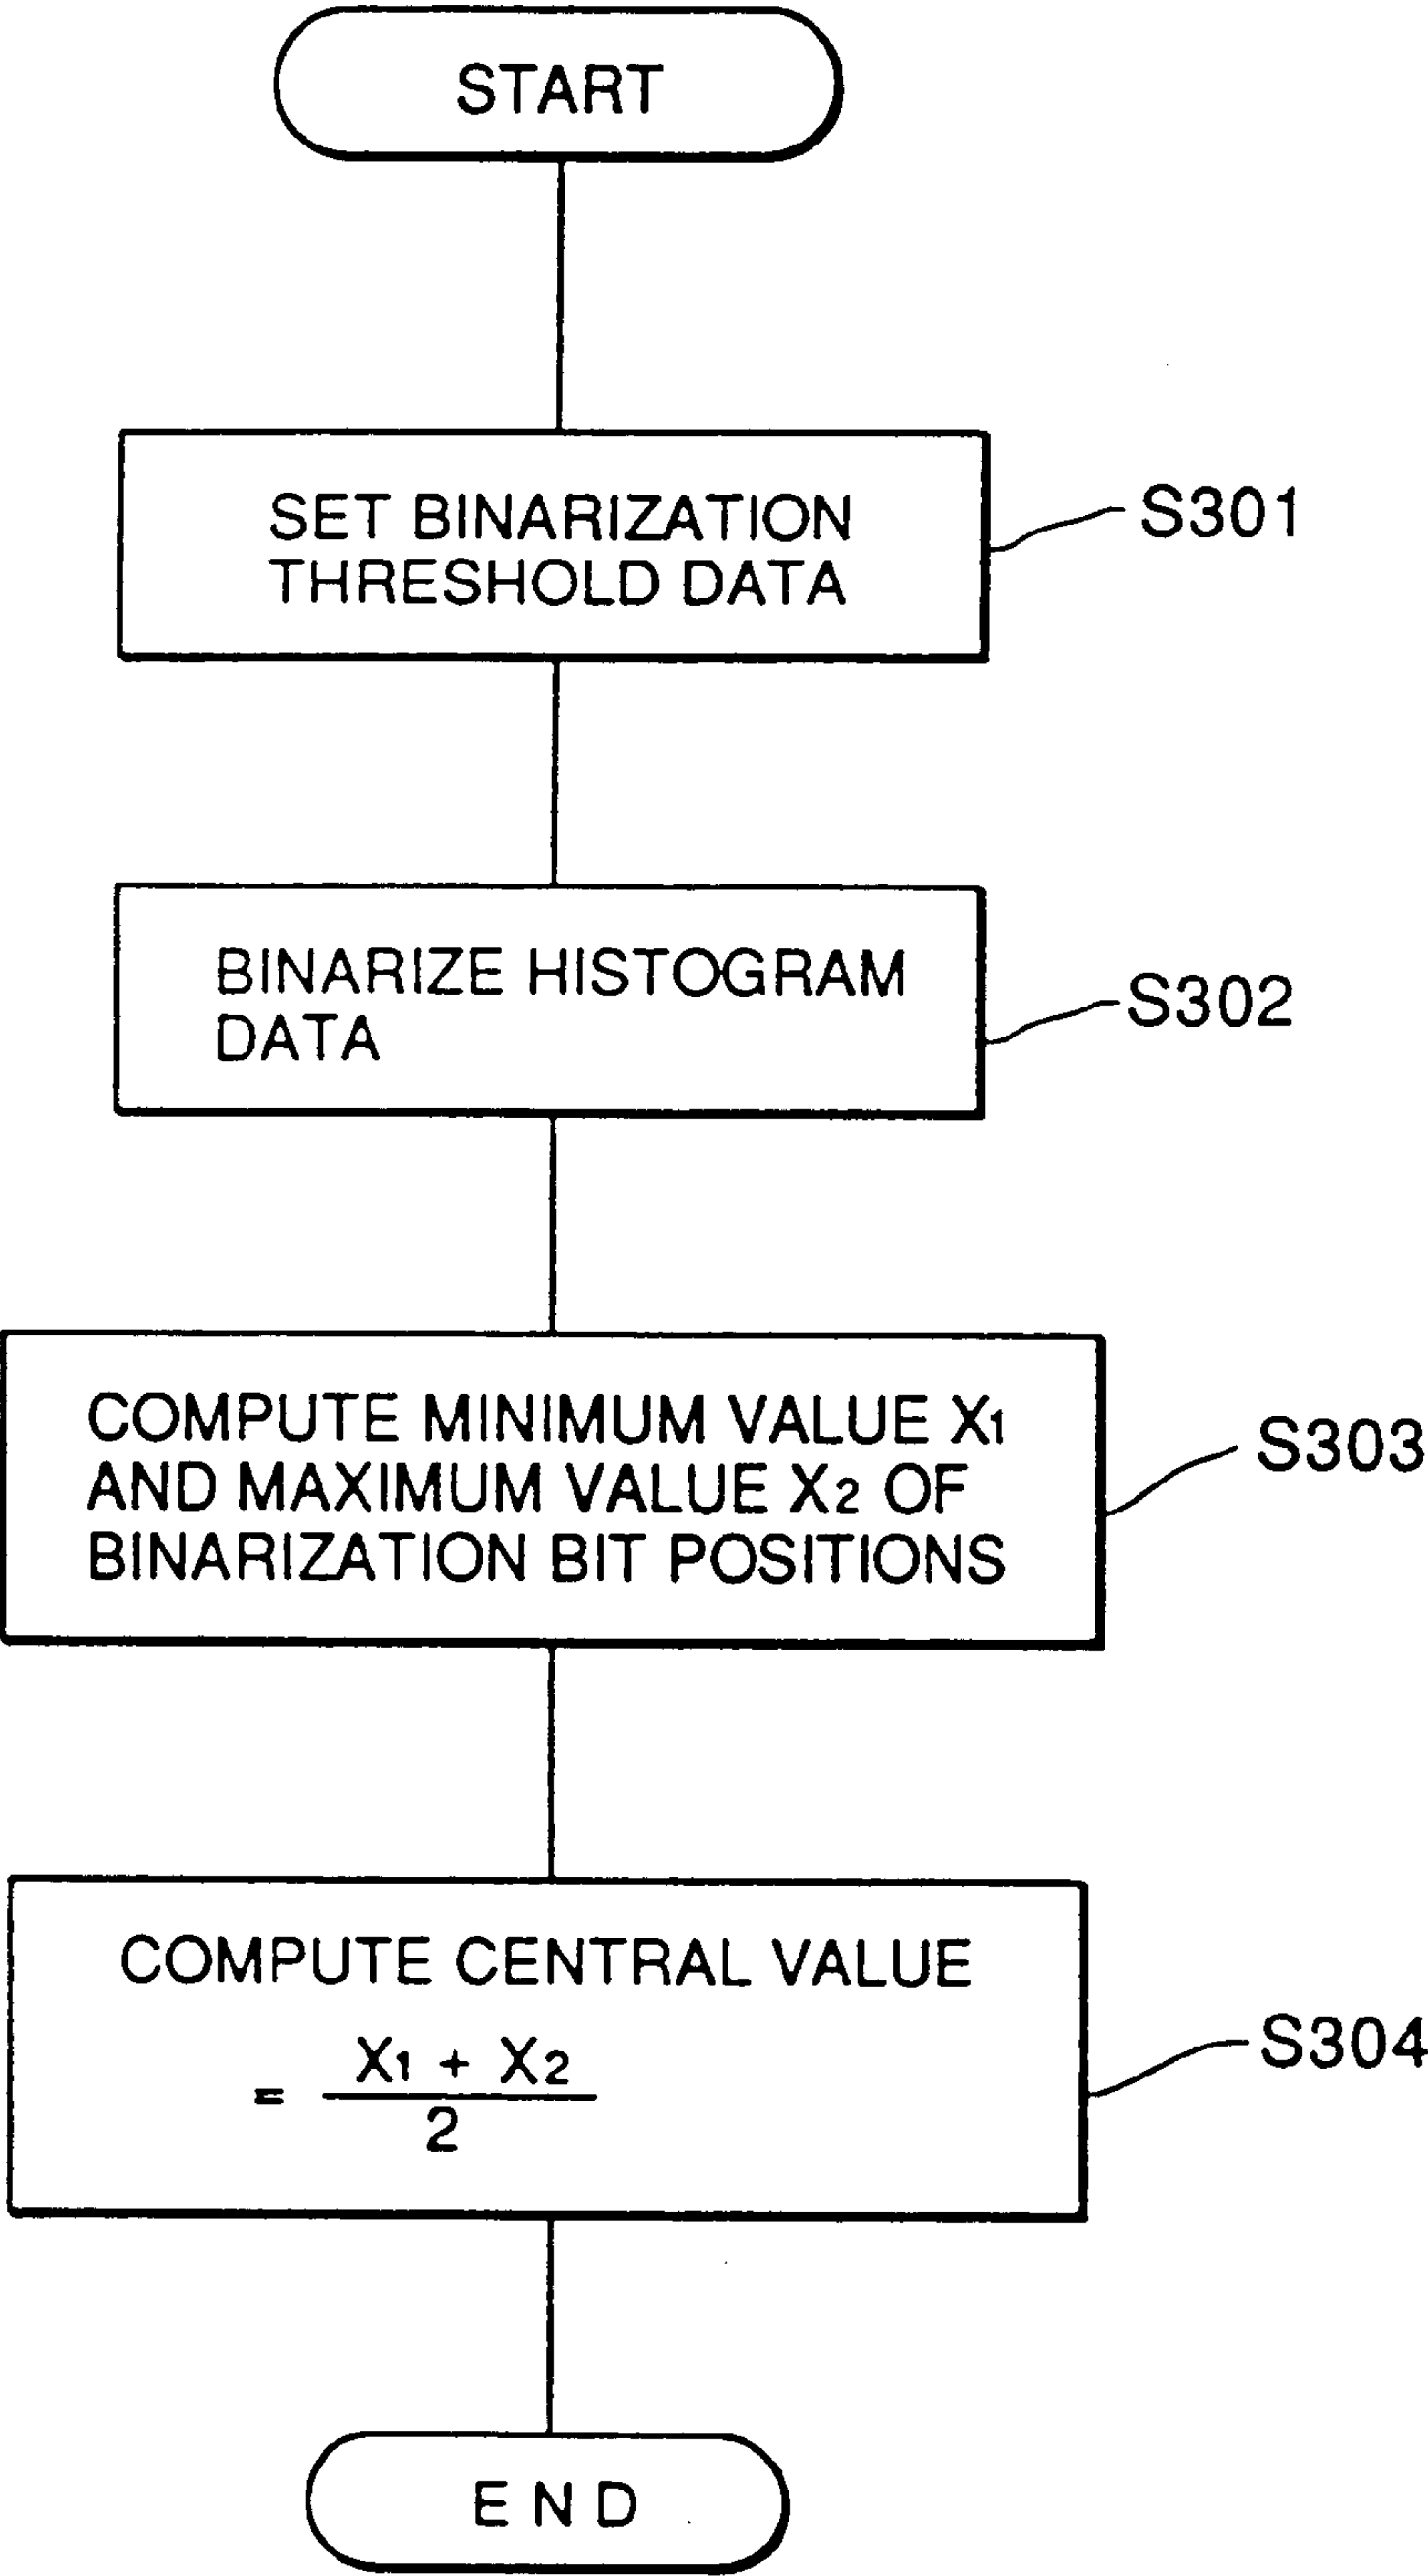 START
SET BINARIZATION
THRESHOLD DATA
S301
BINARIZE HISTOGRAM
DATA
S302
COMPUTE MINIMUM VALUE X1
AND MAXIMUM VALUE X2 OF
BINARIZATION BIT POSITIONS
S303
COMPUTE CENTRAL VALUE
= X1 + X2
2
S304
END